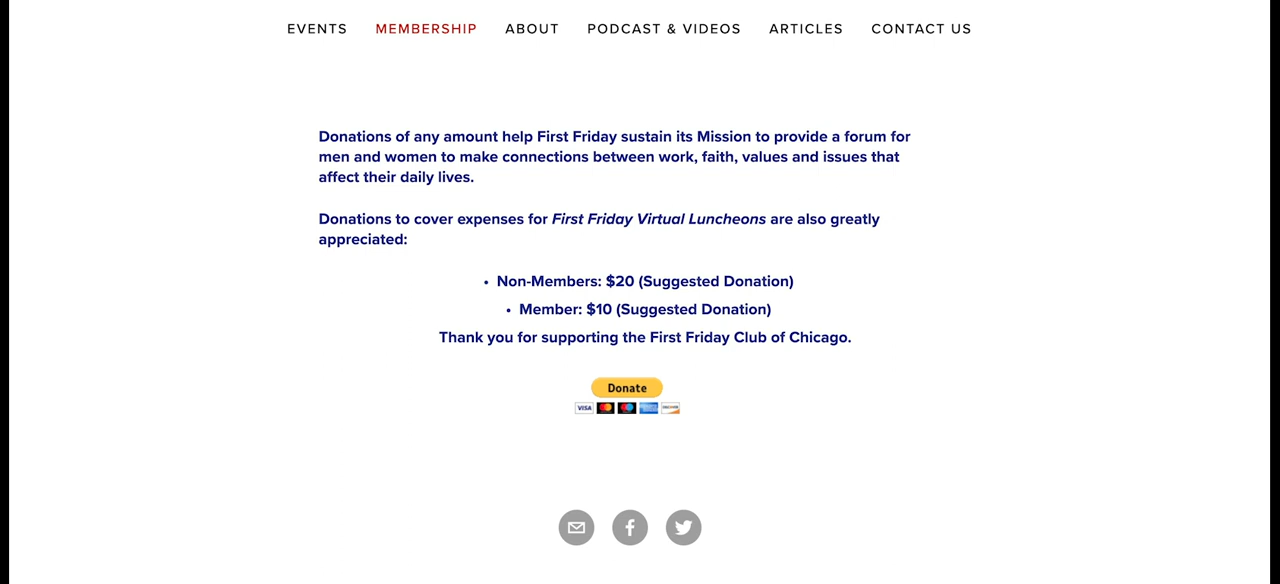 EVENTS MEMBERSHIP ABOUT PODCAST & VIDEOS ARTICLES CONTACT US
Donations of any amount help First Friday sustain its Mission to provide a forum for
men and women to make connections between work, faith, values and issues that
affect their daily lives.
Donations to cover expenses for First Friday Virtual Luncheons are also greatly
appreciated:
• Non-Members: $20 (Suggested Donation)
• Member: $10 (Suggested Donation)
Thank you for supporting the First Friday Club of Chicago.
Donate
VISA DISCOVER